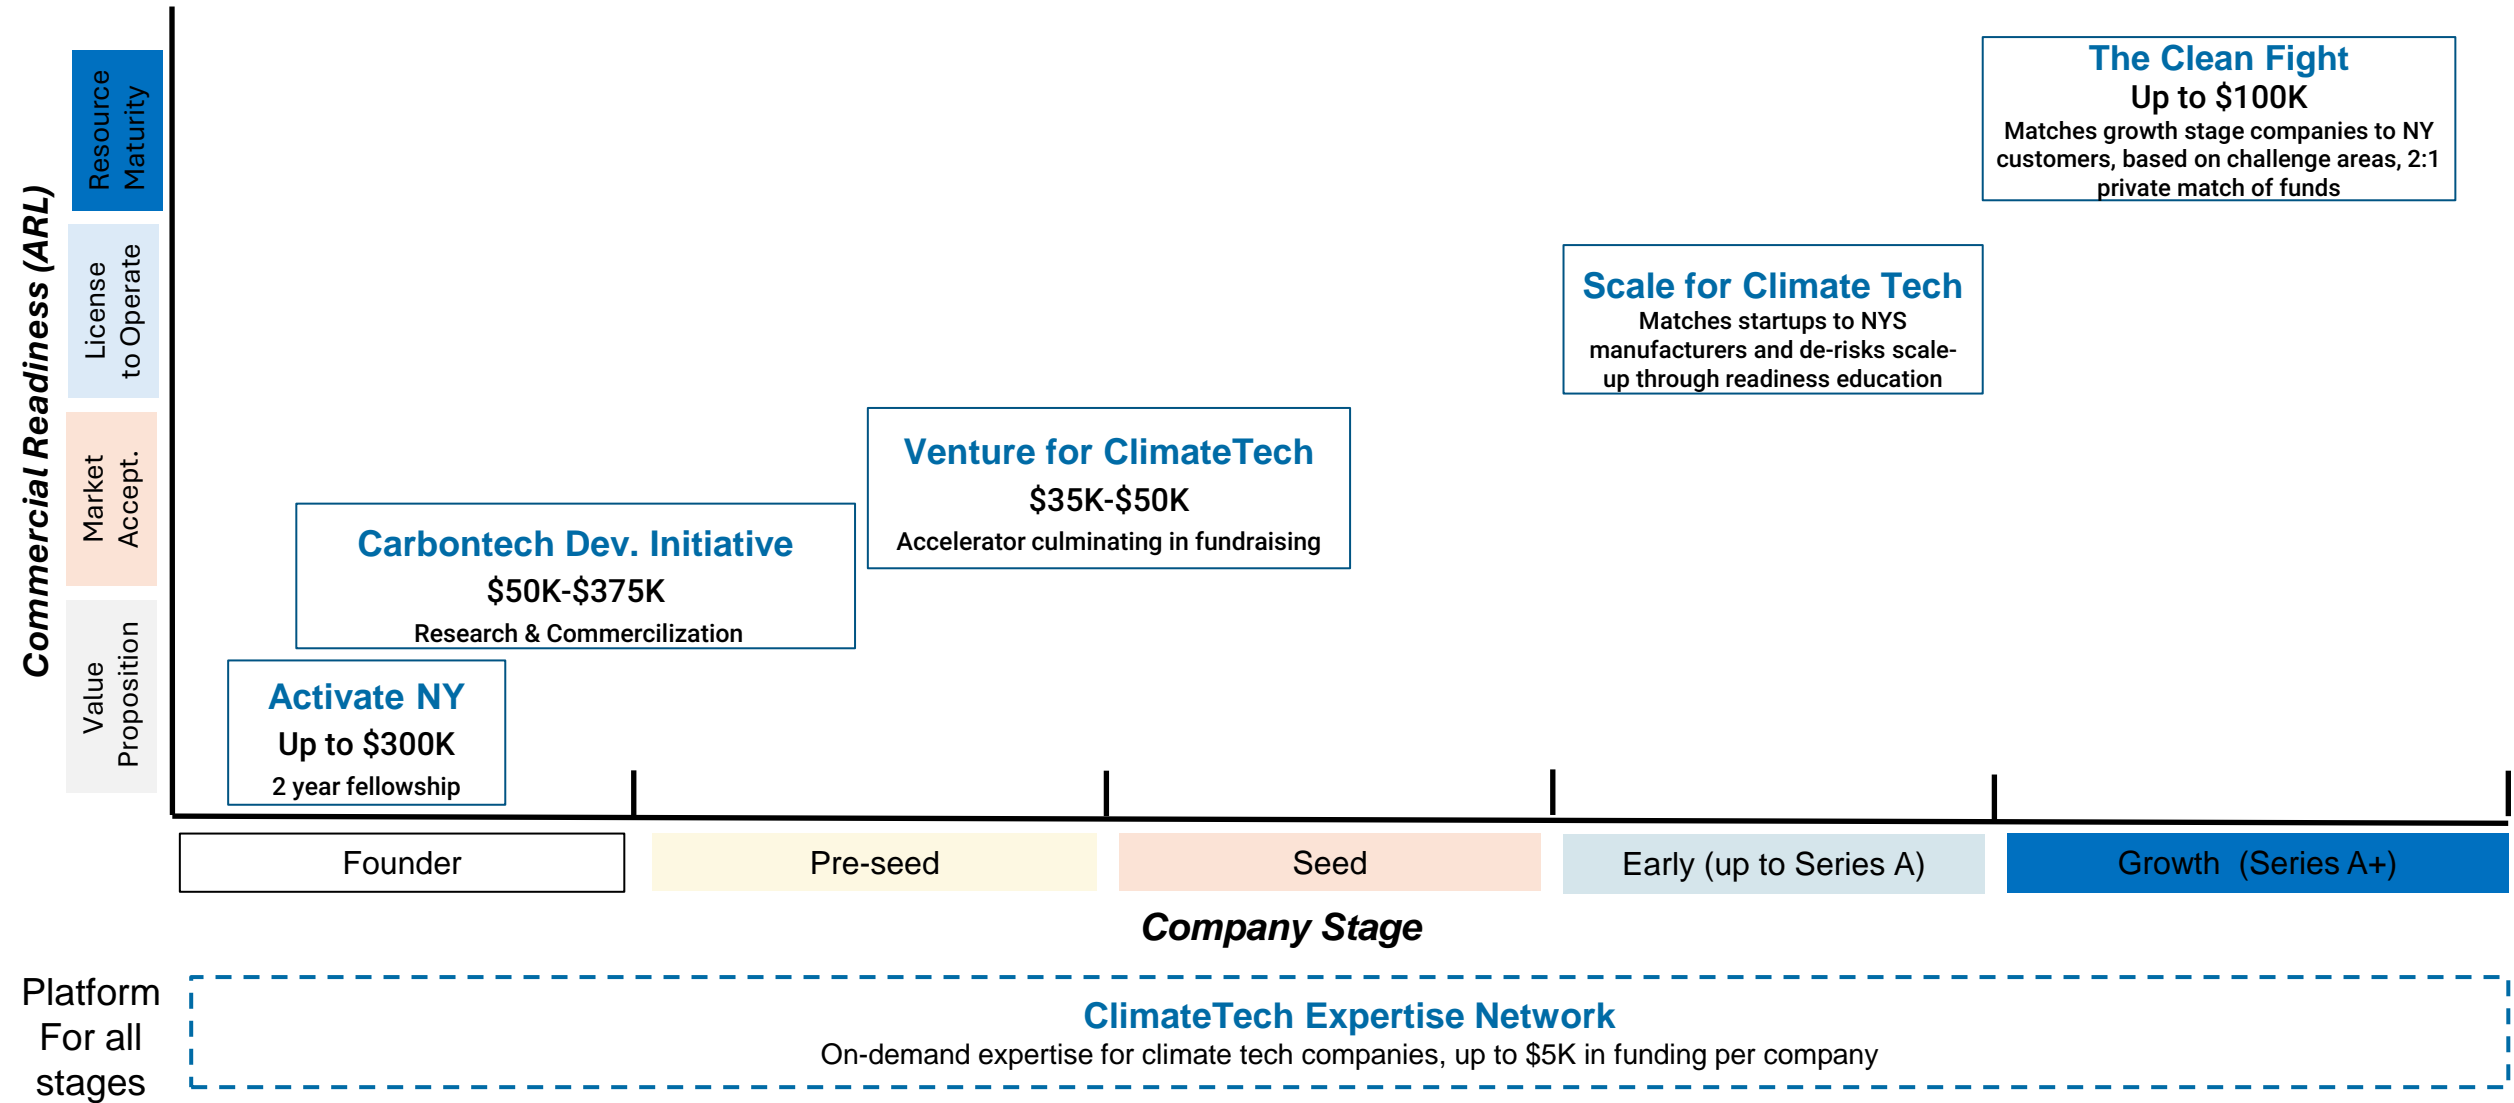 Commercial Readiness (ARL)
Resource
Maturity
License
to Operate
Market
Accept.
Value
Proposition
The Clean Fight
Up to $100K
Matches growth stage companies to NY
customers, based on challenge areas, 2:1
private match of funds
Scale for Climate Tech
Matches startups to NYS
manufacturers and de-risks scale-
up through readiness education
Venture for ClimateTech
$35K-$50K
Accelerator culminating in fundraising
Carbontech Dev. Initiative
$50K-$375K
Research & Commercilization
Activate NY
Up to $300K
2 year fellowship
Founder
Pre-seed
Seed
Early (up to Series A)
Growth (Series A+)
Company Stage
Platform
For all
stages
ClimateTech Expertise Network
On-demand expertise for climate tech companies, up to $5K in funding per company